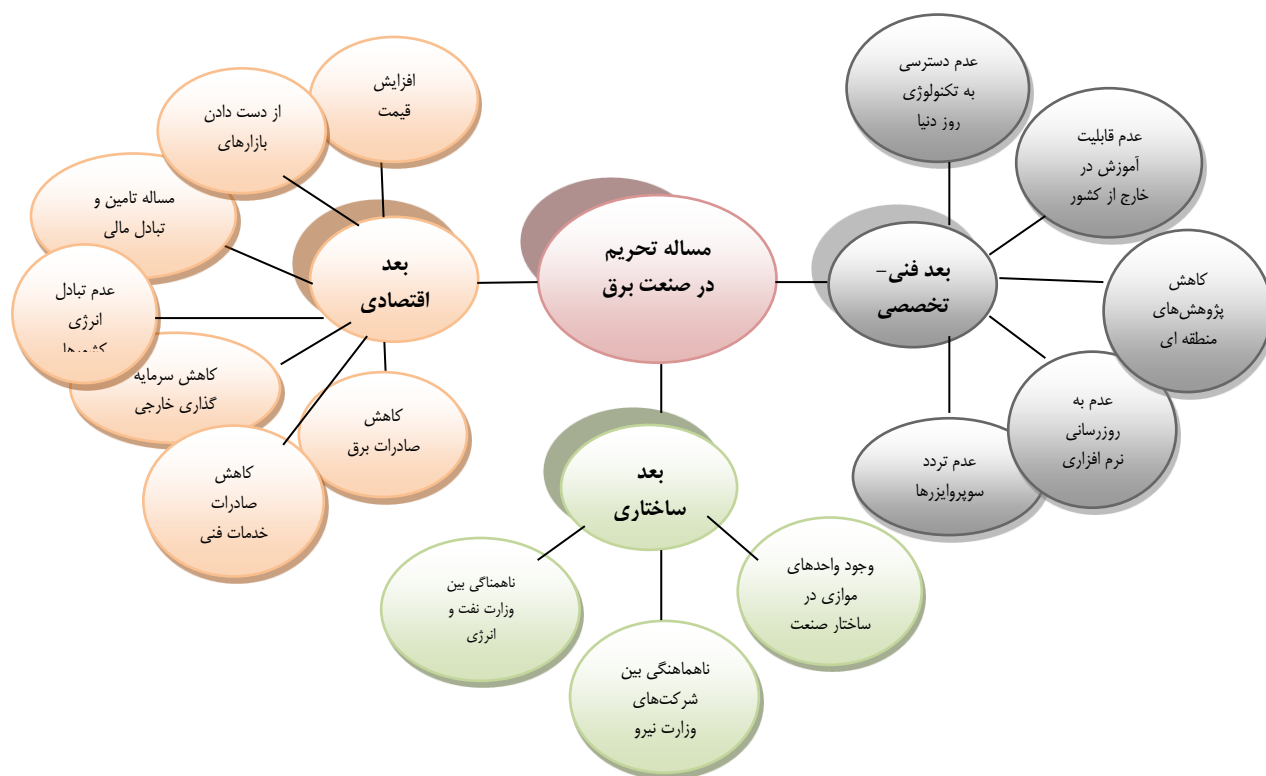 مساله تحریم
در صنعت برق
بعد فنی–
تخصصی
عدم دسترسی
به تکنولوژی
روز دنیا
عدم قابلیت
آموزش در
خارج از کشور
کاهش
پژوهش‌های
منطقه ای
عدم به
روزرسانی
نرم افزاری
عدم تردد
سوپروایزرها
بعد
ساختاری
وجود واحدهای
موازی در
ساختار صنعت
ناهماهنگی بین
شرکت‌های
وزارت نیرو
ناهمناگی بین
وزارت نفت و
انرژی
بعد
اقتصادی
افزایش
قیمت
از دست دادن
بازارهای
مساله تامین و
تبادل مالی
عدم تبادل
انرژی
کشورها
کاهش سرمایه
گذاری خارجی
کاهش
صادرات
خدمات فنی
کاهش
صادرات برق